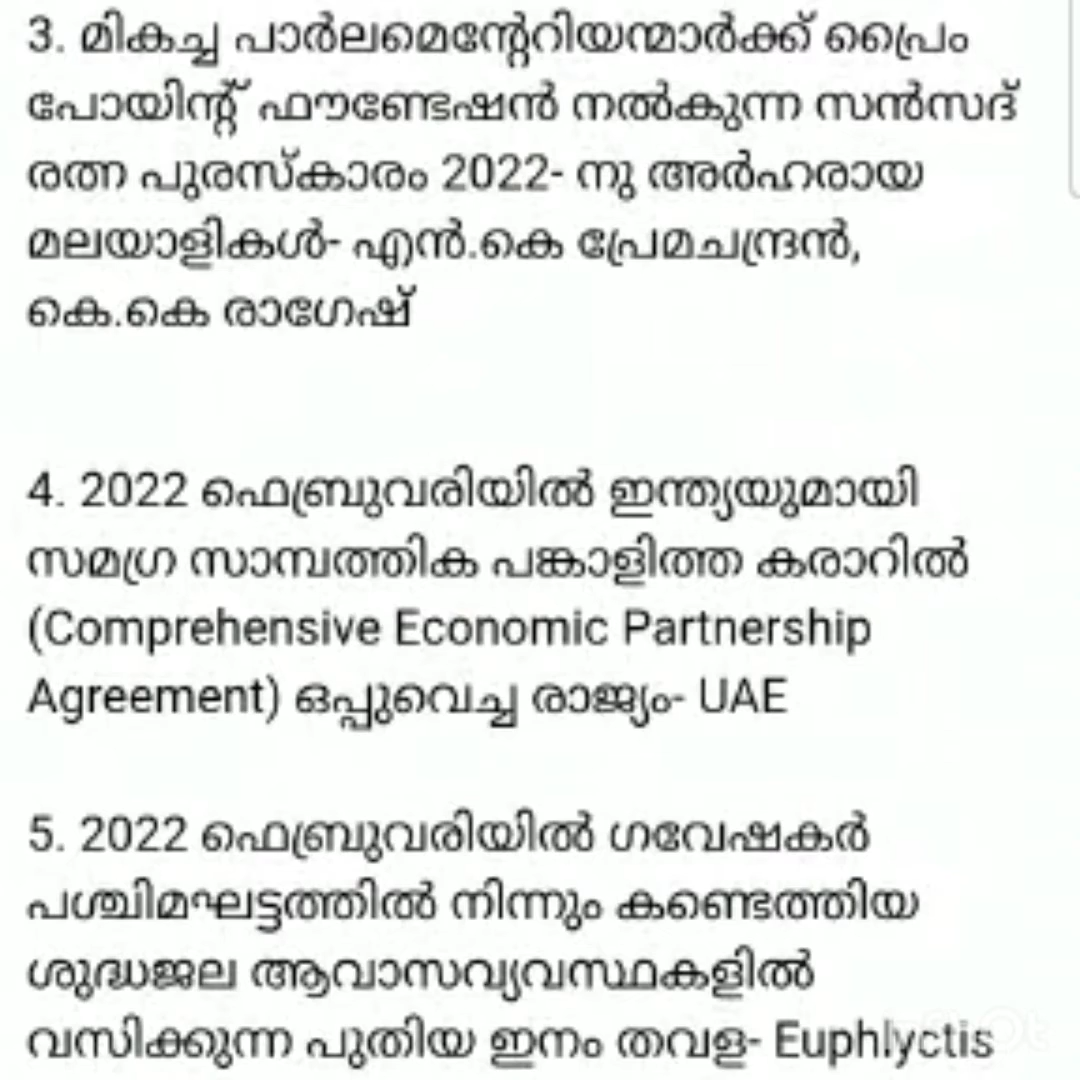 3. മികച്ച പാർലമെന്റേറിയന്മാർക്ക് പ്രൈം
പോയിന്റ് ഫൗണ്ടേഷൻ നൽകുന്ന സൻസദ്
രത്ന പുരസ്കാരം 2022- നു അർഹരായ
മലയാളികൾ- എൻ.കെ പ്രേമചന്ദ്രൻ,
കെ.കെ രാഗേഷ്
4. 2022 ഫെബ്രുവരിയിൽ ഇന്ത്യയുമായി
സമഗ്ര സാമ്പത്തിക പങ്കാളിത്ത കരാറിൽ
(Comprehensive Economic Partnership
Agreement) ഒപ്പുവെച്ച രാജ്യം- UAE
5. 2022 ഫെബ്രുവരിയിൽ ഗവേഷകർ
പശ്ചിമഘട്ടത്തിൽ നിന്നും കണ്ടെത്തിയ
ശുദ്ധജല ആവാസവ്യവസ്ഥകളിൽ
വസിക്കുന്ന പുതിയ ഇനം തവള- Euphlyctis